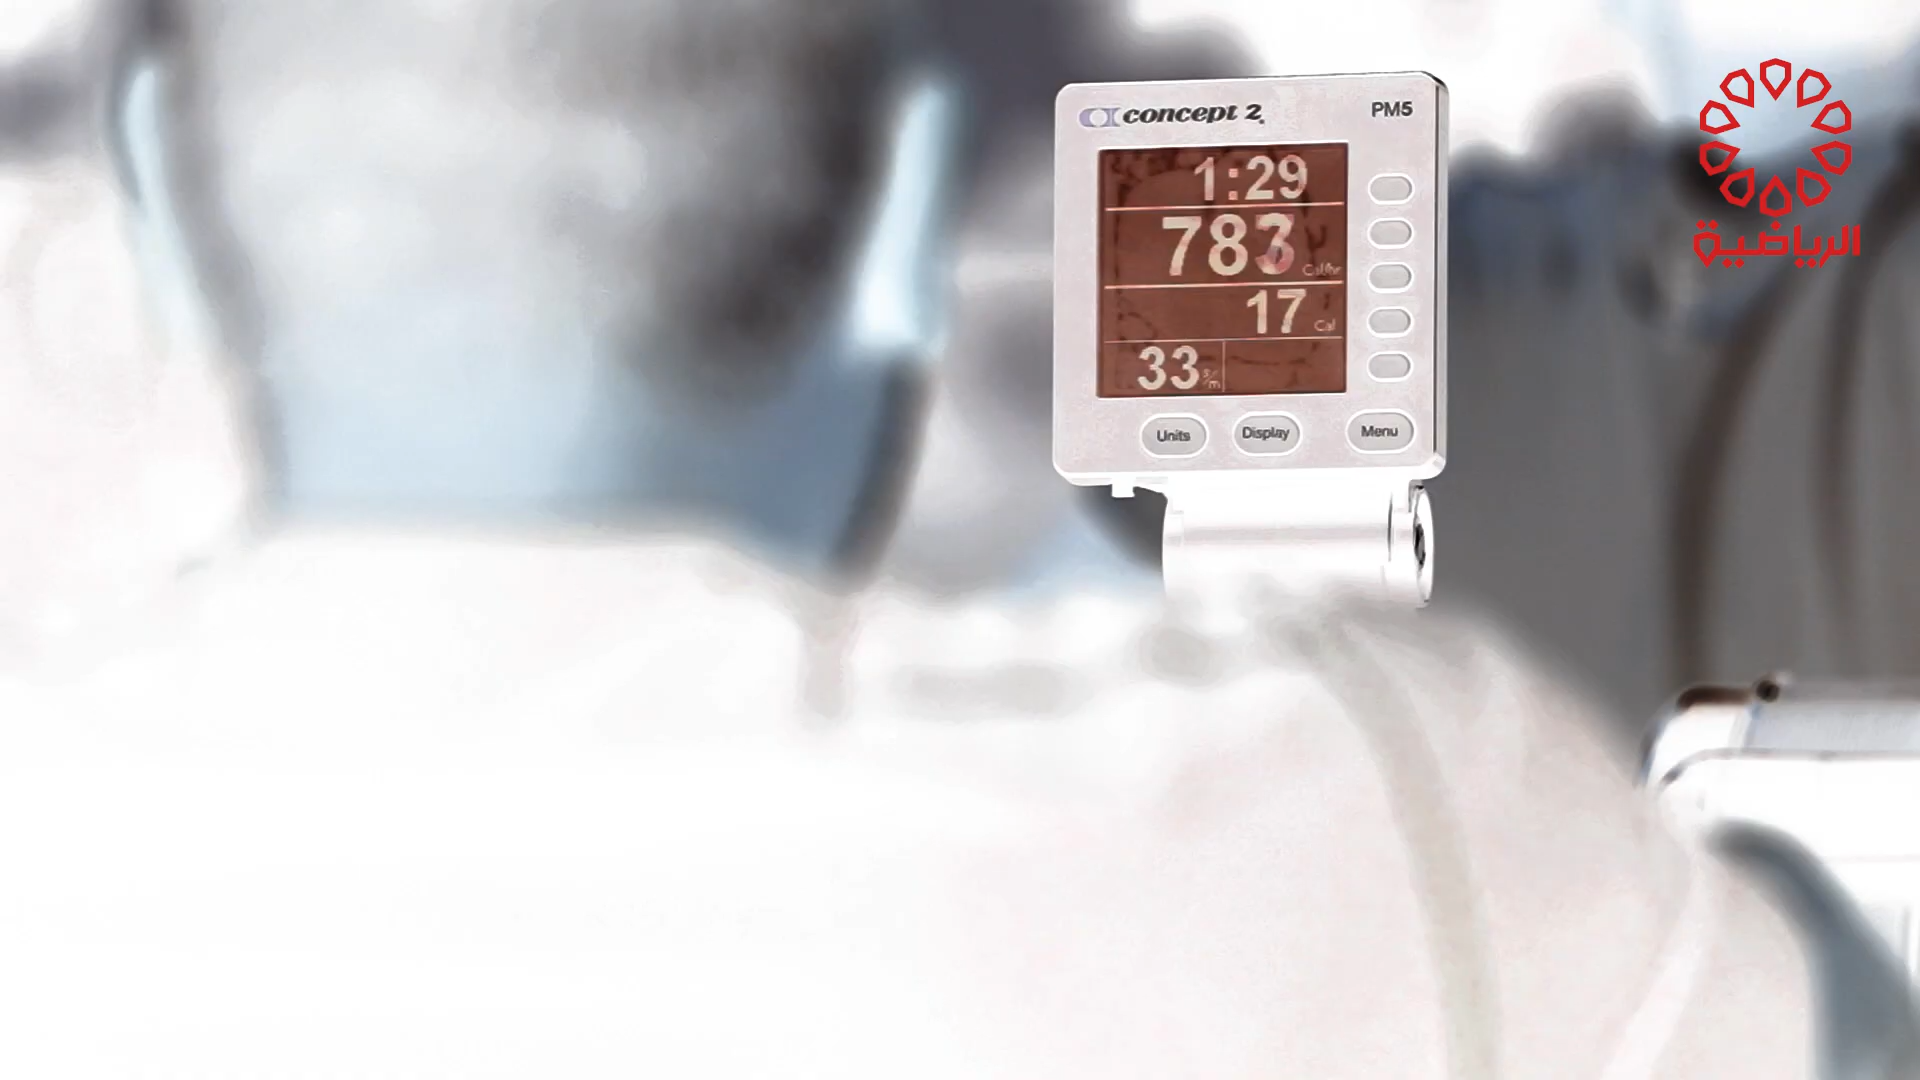 concept 2.
PM5
1:29
783 Cal/hr
17 Cal
33 s/m
Units
Display
Menu
الرياضية